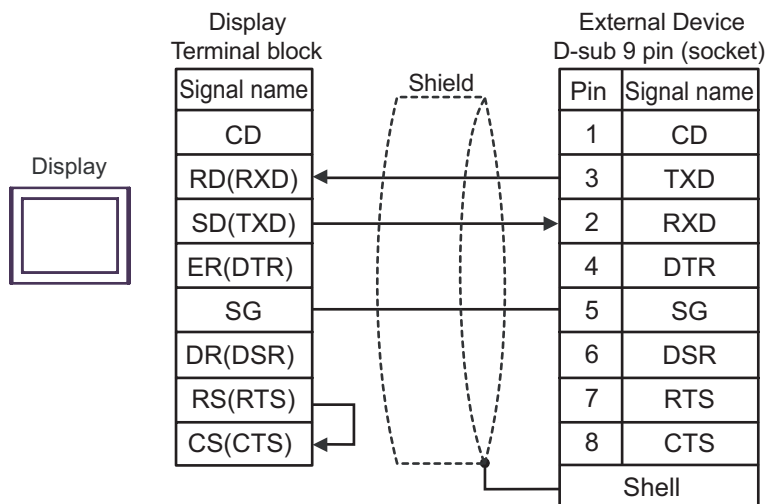 Display
Terminal block
External Device
D-sub 9 pin (socket)
Signal name
Shield
Pin Signal name
CD
1 CD
Display
RD(RXD)
3 TXD
SD(TXD)
2 RXD
ER(DTR)
4 DTR
SG
5 SG
DR(DSR)
6 DSR
RS(RTS)
7 RTS
CS(CTS)
8 CTS
Shell